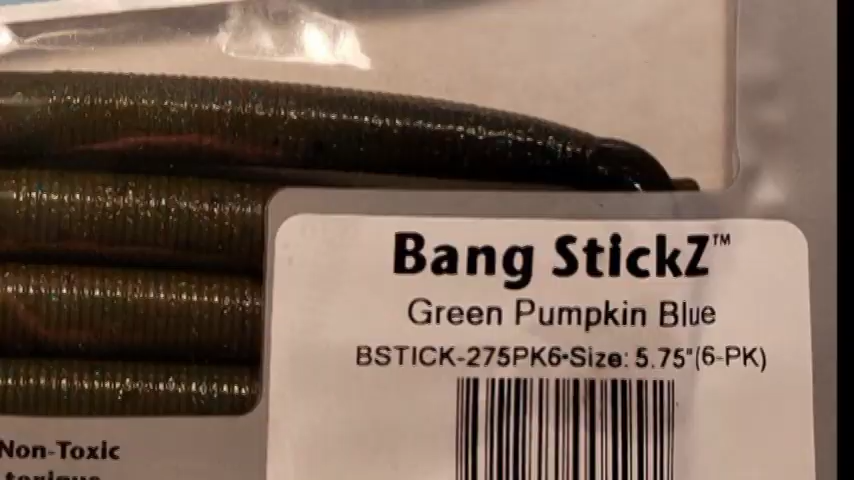 Bang StickZ™
Green Pumpkin Blue
BSTICK-275PK6•Size: 5.75"(6-PK)
Non-Toxic